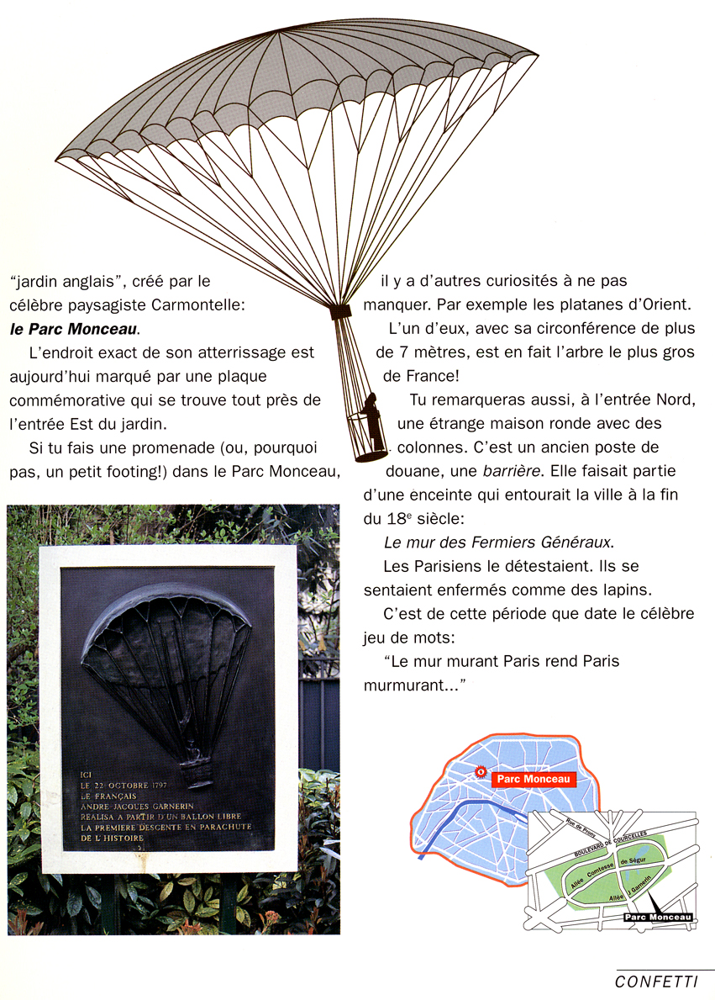 “jardin anglais”, créé par le
célèbre paysagiste Carmontelle:
le Parc Monceau.
L’endroit exact de son atterrissage est
aujourd’hui marqué par une plaque
commémorative qui se trouve tout près de
l’entrée Est du jardin.
Si tu fais une promenade (ou, pourquoi
pas, un petit footing!) dans le Parc Monceau,
il y a d’autres curiosités à ne pas
manquer. Par exemple les platanes d’Orient.
L’un d’eux, avec sa circonférence de plus
de 7 mètres, est en fait l’arbre le plus gros
de France!
Tu remarqueras aussi, à l’entrée Nord,
une étrange maison ronde avec des
colonnes. C’est un ancien poste de
douane, une barrière. Elle faisait partie
d’une enceinte qui entourait la ville à la fin
du 18e siècle:
Le mur des Fermiers Généraux.
Les Parisiens le détestaient. Ils se
sentaient enfermés comme des lapins.
C’est de cette période que date le célèbre
jeu de mots:
“Le mur murant Paris rend Paris
murmurant...”
ICI
LE 22 OCTOBRE 1797
LE FRANÇAIS
ANDRE JACQUES GARNERIN
REALISA A PARTIR D'UN BALLON LIBRE
LA PREMIERE DESCENTE EN PARACHUTE
DE L'HISTOIRE
Parc Monceau
Rue de Prony
BOULEVARD DE COURCELLES
Allée Comtesse de Ségur
Allée J Garnarin
Parc Monceau
CONFETTI